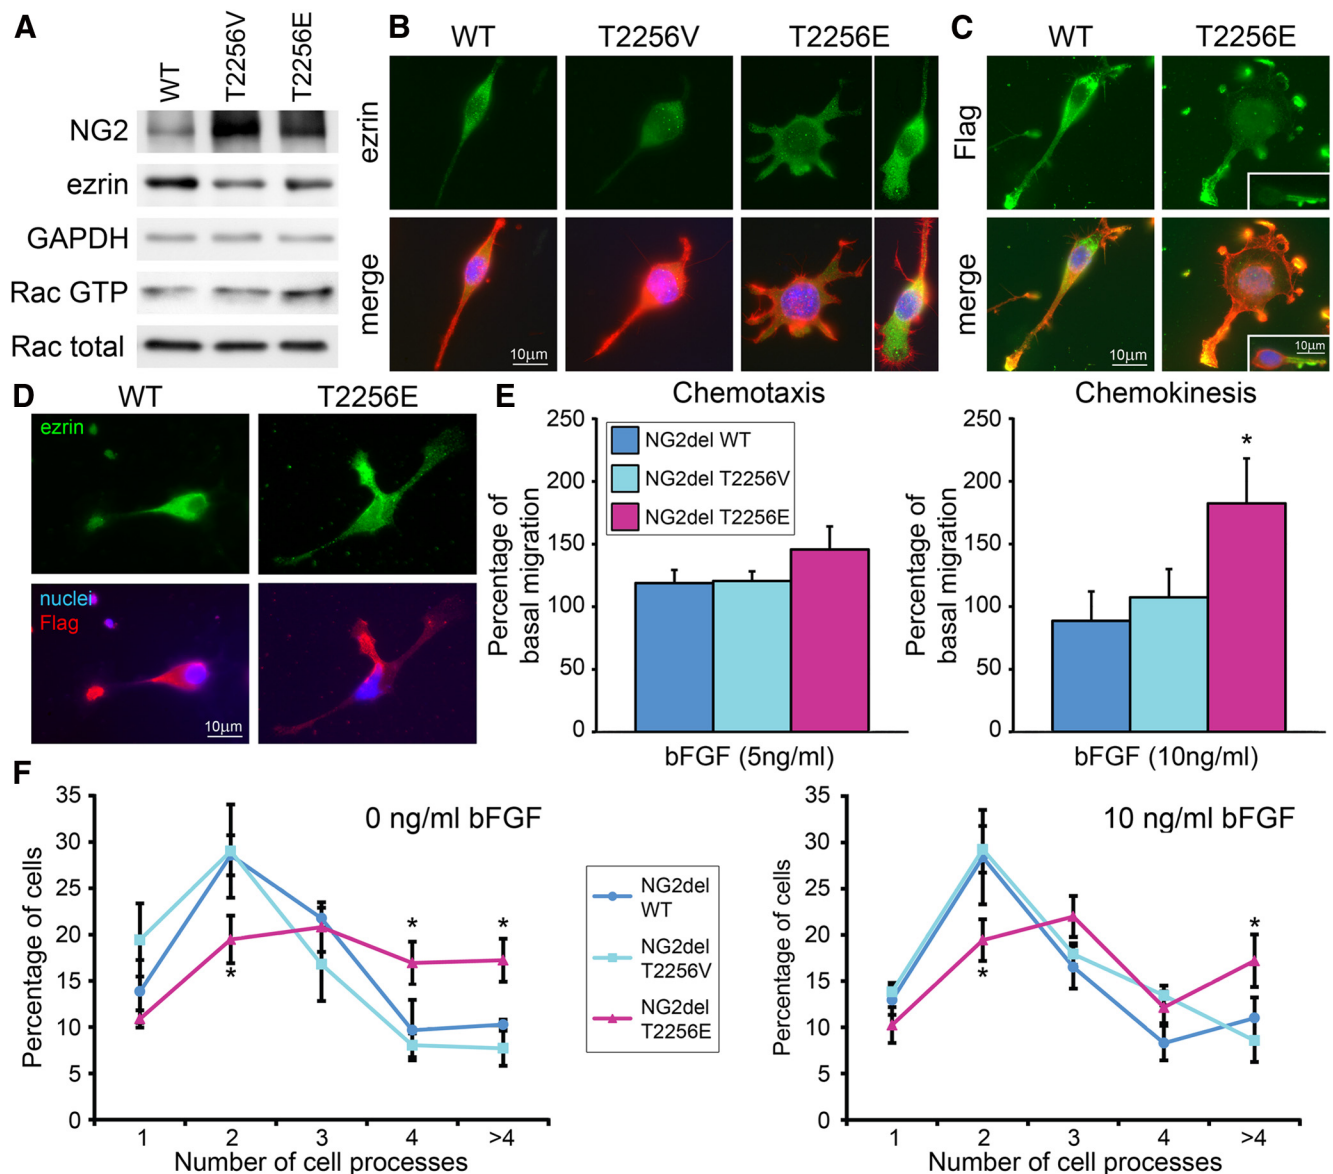 A
WT
T2256V
T2256E
NG2
ezrin
GAPDH
Rac GTP
Rac total
B
WT
T2256V
T2256E
ezrin
merge
10μm
C
WT
T2256E
Flag
merge
10μm
10μm
D
WT
T2256E
ezrin
nuclei
Flag
10μm
E
Chemotaxis
Percentage of
basal migration
250
200
150
100
50
0
NG2del WT
NG2del T2256V
NG2del T2256E
bFGF (5ng/ml)
Chemokinesis
Percentage of
basal migration
250
200
150
100
50
0
*
bFGF (10ng/ml)
F
0 ng/ml bFGF
Percentage of cells
35
30
25
20
15
10
5
0
* * *
1 2 3 4 >4
Number of cell processes
NG2del
WT
NG2del
T2256V
NG2del
T2256E
10 ng/ml bFGF
Percentage of cells
35
30
25
20
15
10
5
0
* *
1 2 3 4 >4
Number of cell processes